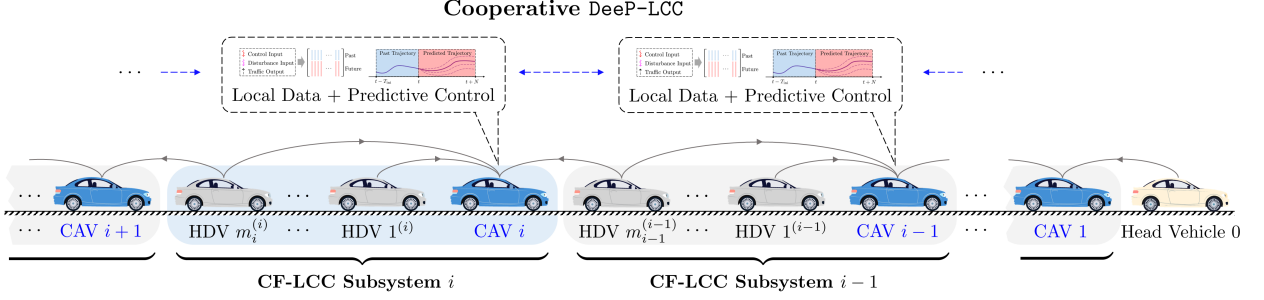 Cooperative DeeP-LCC
Control Input
Disturbance Input
Traffic Output
Past
Future
Past Trajectory Predicted Trajectory
t − T_ini t t + N
Local Data + Predictive Control
Control Input
Disturbance Input
Traffic Output
Past
Future
Past Trajectory Predicted Trajectory
t − T_ini t t + N
Local Data + Predictive Control
CAV i + 1
HDV m_i^(i)
HDV 1^(i)
CAV i
HDV m_{i−1}^(i−1)
HDV 1^(i−1)
CAV i − 1
CAV 1
Head Vehicle 0
CF-LCC Subsystem i
CF-LCC Subsystem i − 1